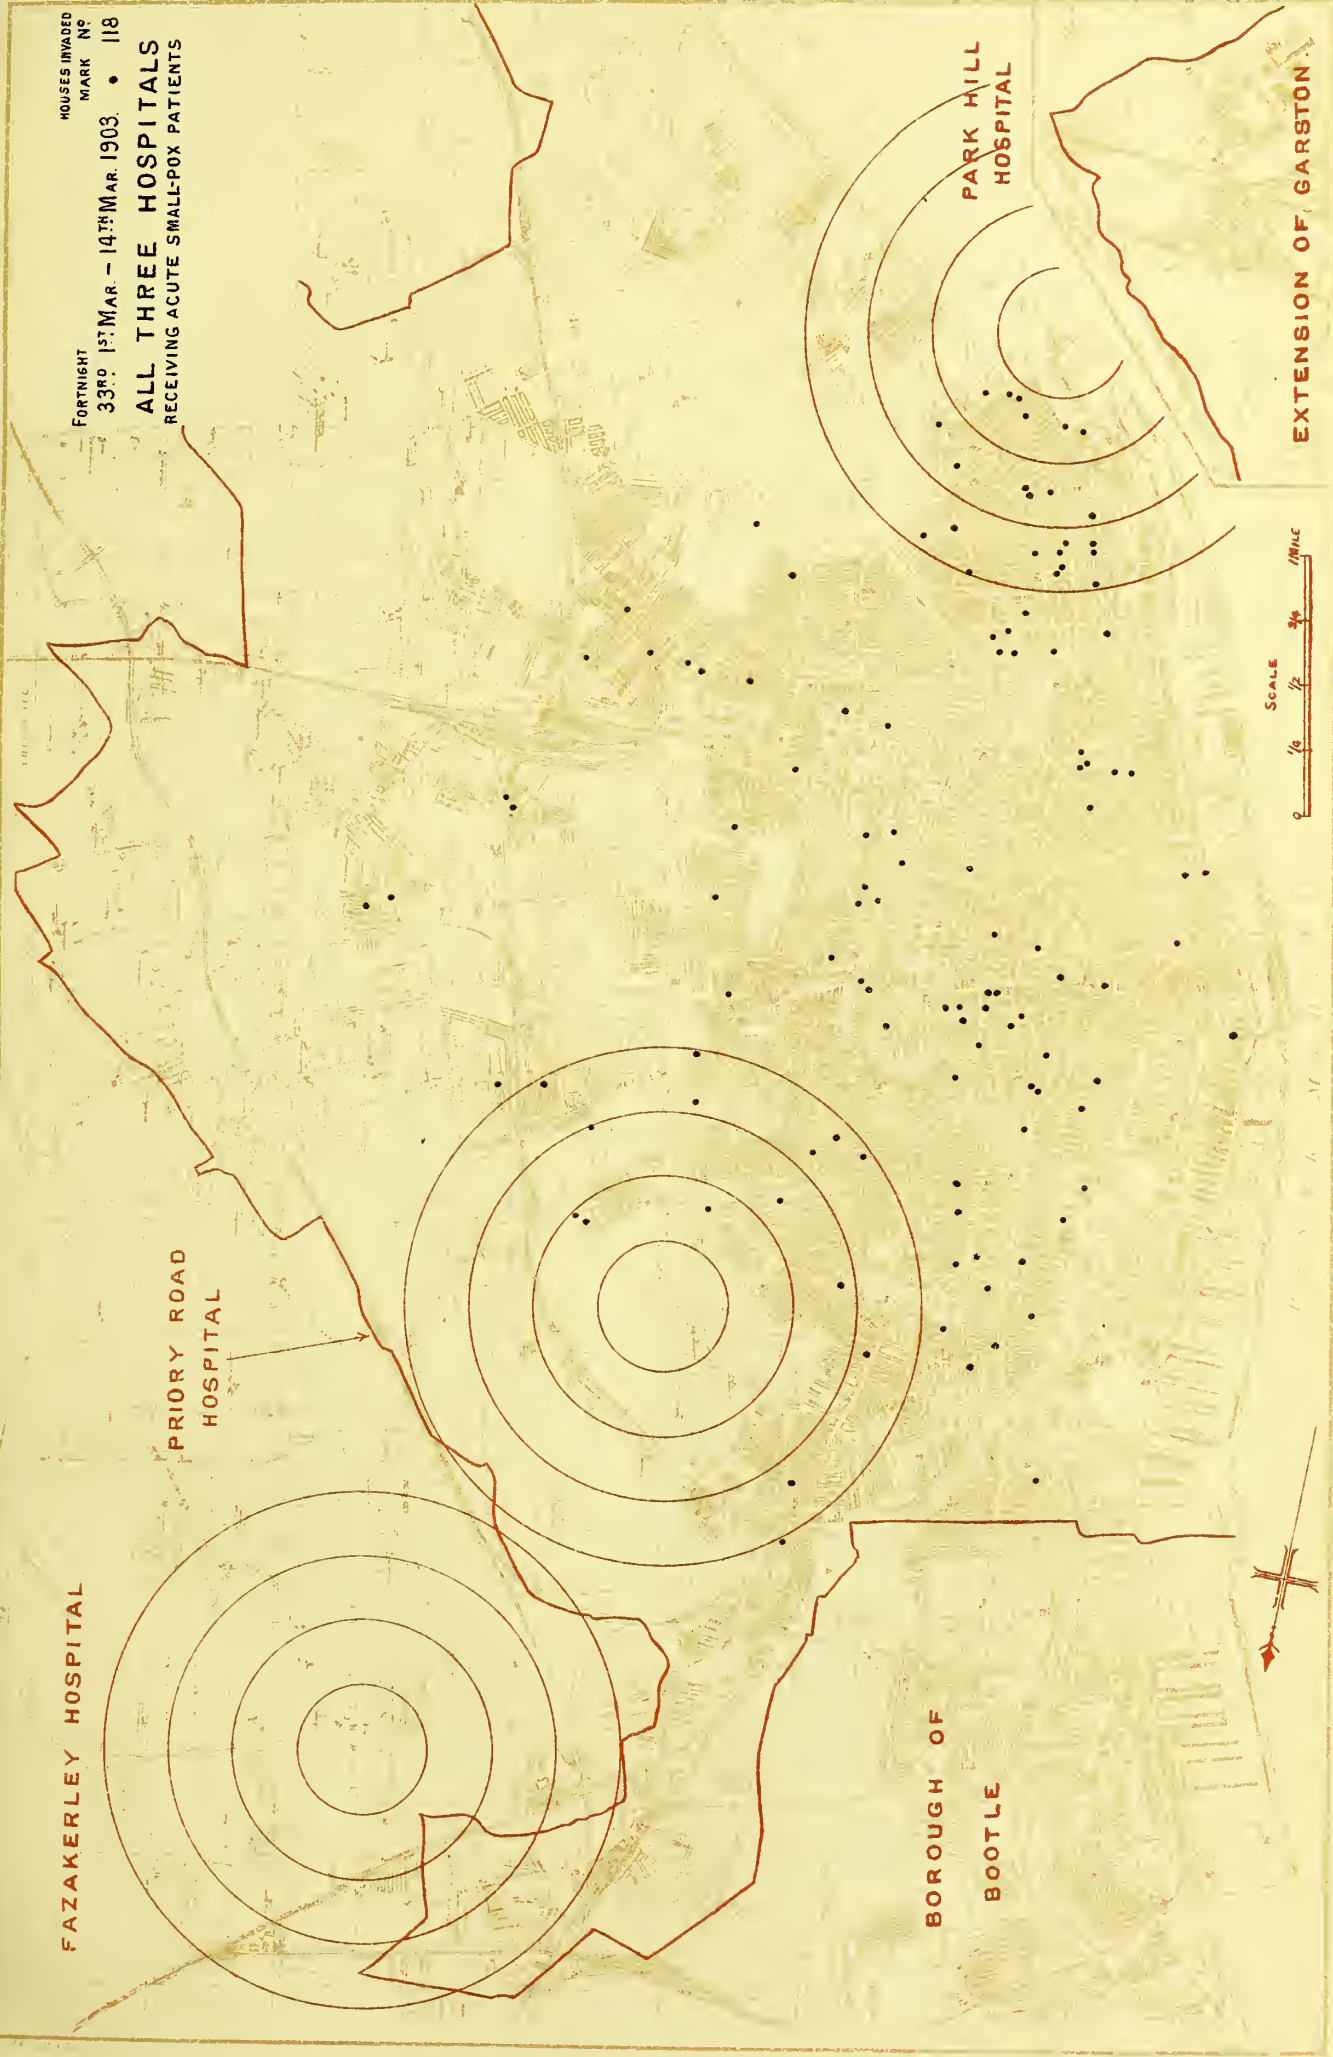 HOUSES INVADED
FORTNIGHT MARK Nº
33RD 1ST MAR. – 14TH MAR. 1903. • 118
ALL THREE HOSPITALS
RECEIVING ACUTE SMALL-POX PATIENTS
FAZAKERLEY HOSPITAL
PRIORY ROAD
HOSPITAL
PARK HILL
HOSPITAL
BOROUGH OF
BOOTLE
EXTENSION OF GARSTON.
SCALE
0 1/4 1/2 3/4 1 MILE